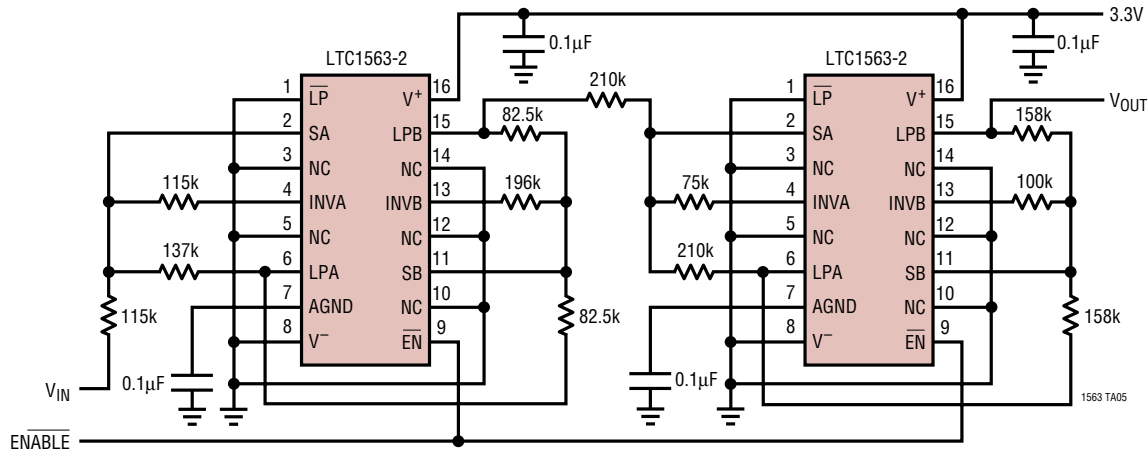 3.3V
0.1µF
0.1µF
LTC1563-2
LTC1563-2
210k
VOUT
1
LP
V+
16
82.5k
2
SA
LPB
15
3
NC
NC
14
115k
4
INVA
INVB
13
196k
5
NC
NC
12
137k
6
LPA
SB
11
7
AGND
NC
10
8
V−
EN
9
115k
82.5k
0.1µF
VIN
ENABLE
1
LP
V+
16
158k
2
SA
LPB
15
3
NC
NC
14
75k
4
INVA
INVB
13
100k
5
NC
NC
12
210k
6
LPA
SB
11
7
AGND
NC
10
8
V−
EN
9
158k
0.1µF
1563 TA05